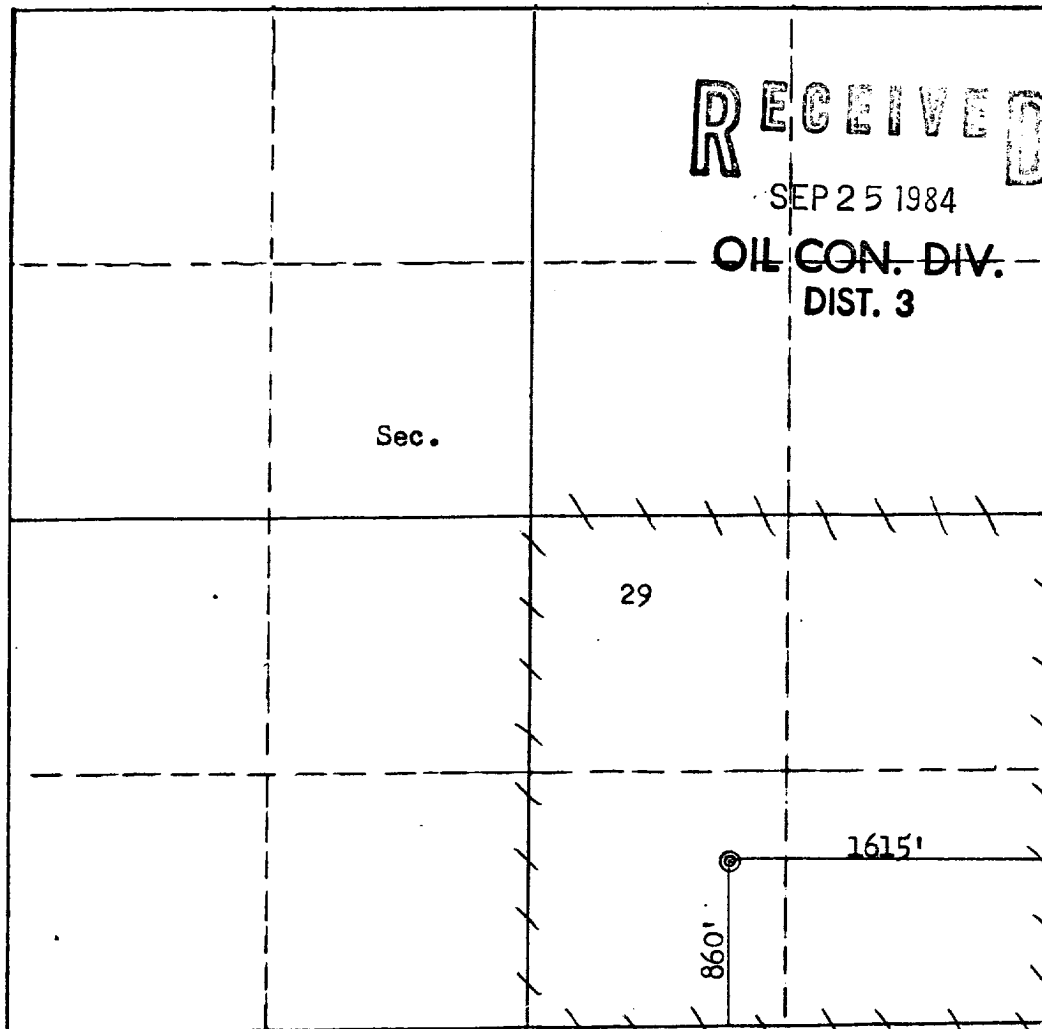 RECEIVED
SEP 25 1984
OIL CON. DIV.
DIST. 3
Sec.
29
1615'
860'